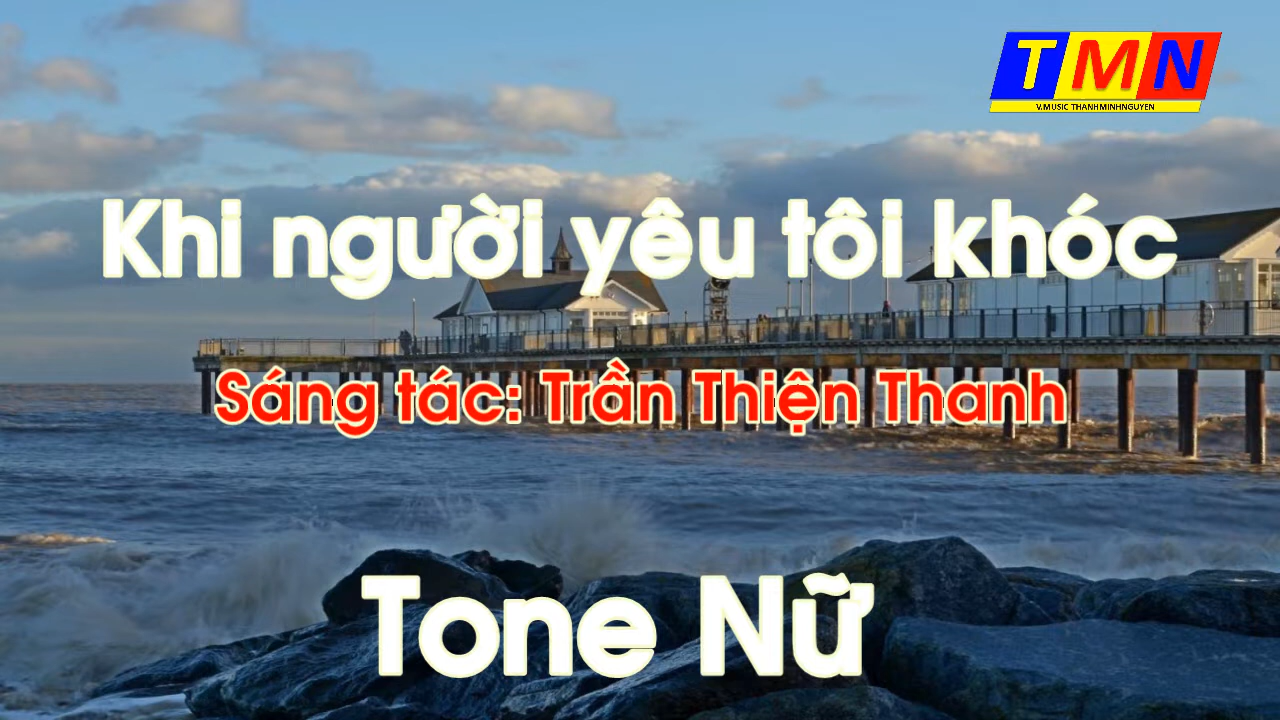 TMN
V.MUSIC THANHMINHNGUYEN
Khi người yêu tôi khóc
Sáng tác: Trần Thiện Thanh
Tone Nữ